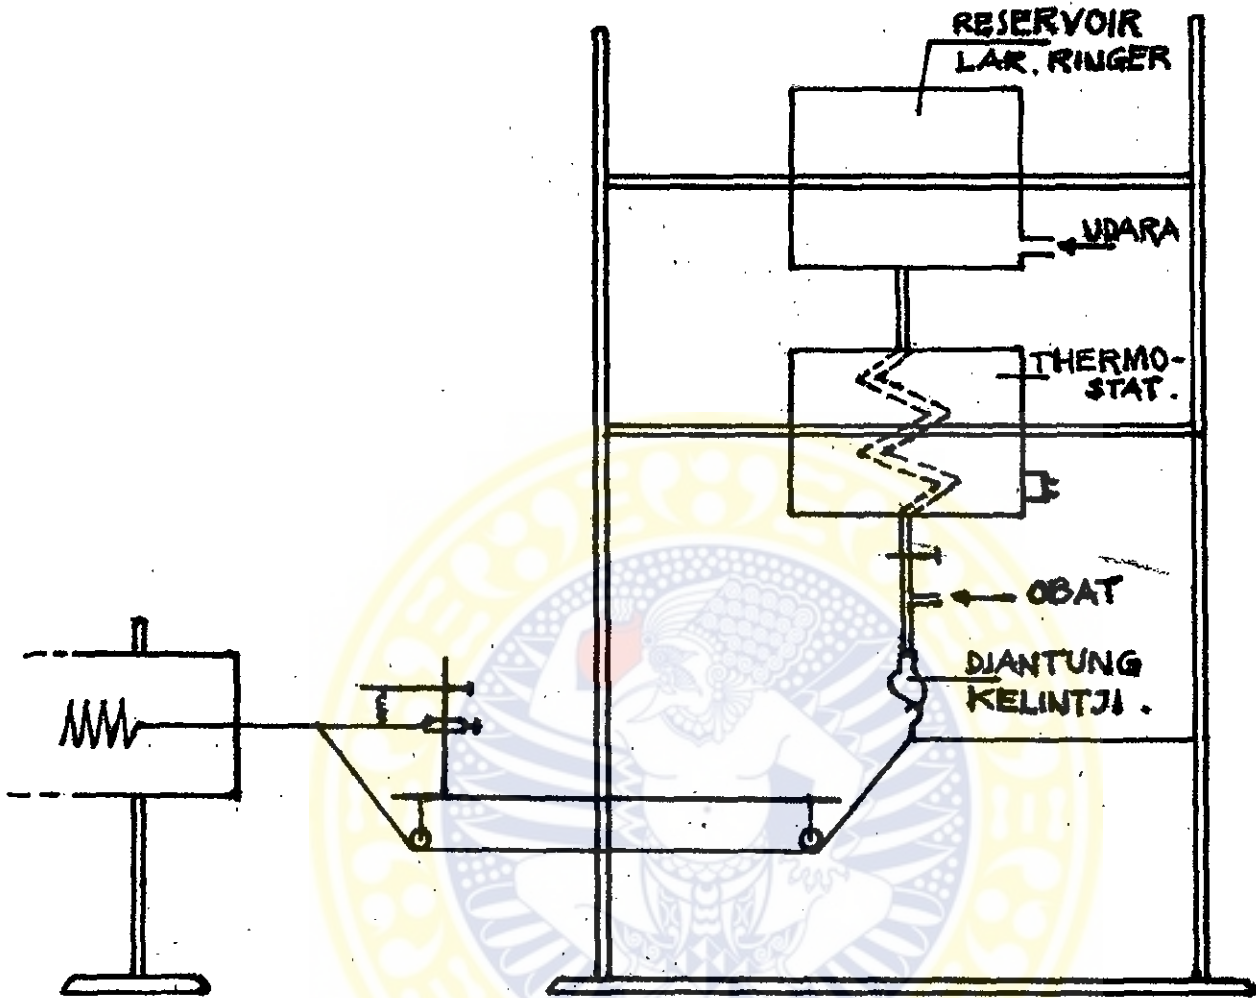 RESERVOIR
LAR. RINGER
UDARA
THERMO-
STAT.
OBAT
DJANTUNG
KELINTJI.